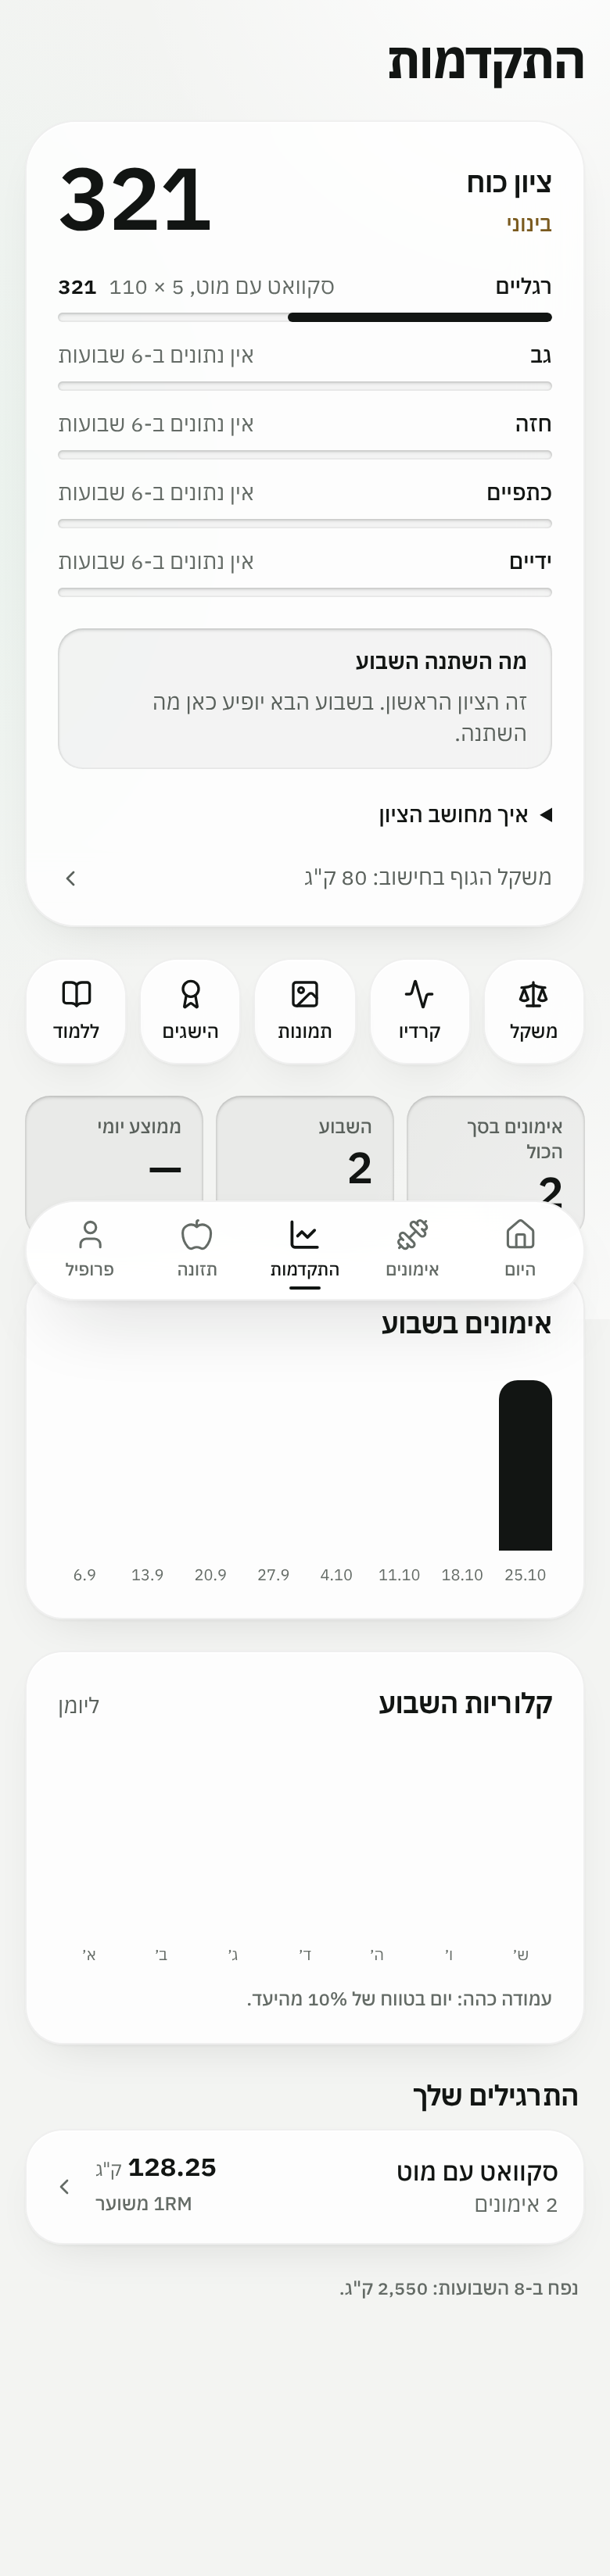 התקדמות
ציון כוח
321
בינוני
רגליים
סקוואט עם מוט, 5 × 110 321
גב
אין נתונים ב-6 שבועות
חזה
אין נתונים ב-6 שבועות
כתפיים
אין נתונים ב-6 שבועות
ידיים
אין נתונים ב-6 שבועות
מה השתנה השבוע
זה הציון הראשון. בשבוע הבא יופיע כאן מה
השתנה.
איך מחושב הציון
משקל הגוף בחישוב: 80 ק"ג
משקל
קרדיו
תמונות
הישגים
ללמוד
אימונים בסך
הכול
2
השבוע
2
ממוצע יומי
—
היום
אימונים
התקדמות
תזונה
פרופיל
אימונים בשבוע
25.10 18.10 11.10 4.10 27.9 20.9 13.9 6.9
קלוריות השבוע
ליומן
ש׳ ו׳ ה׳ ד׳ ג׳ ב׳ א׳
עמודה כהה: יום בטווח של 10% מהיעד.
התרגילים שלך
סקוואט עם מוט
128.25 ק"ג
2 אימונים
1RM משוער
נפח ב-8 השבועות: 2,550 ק"ג.